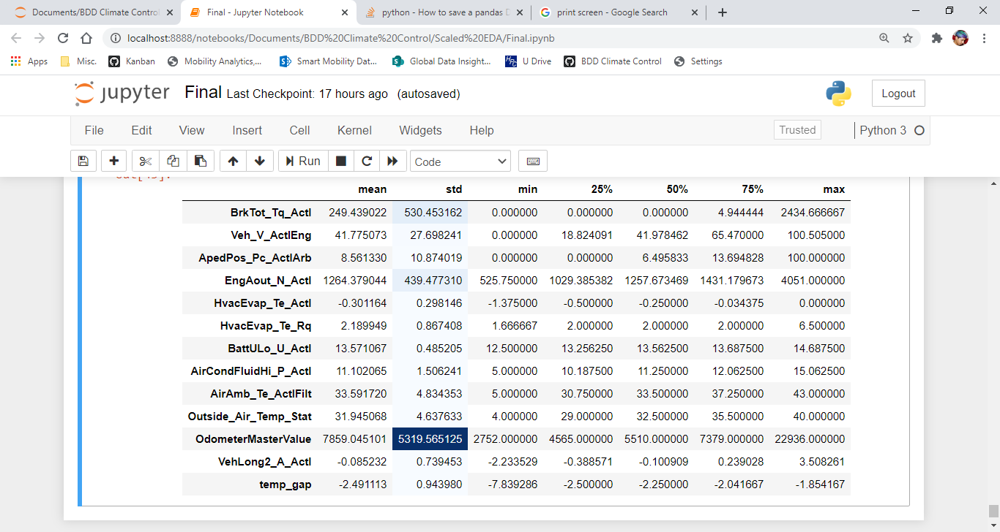 Documents/BDD Climate Contro
Final - Jupyter Notebook
python - How to save a pandas D
print screen - Google Search
localhost:8888/notebooks/Documents/BDD%20Climate%20Control/Scaled%20EDA/Final.ipynb
Apps Misc. Kanban Mobility Analytics,... Smart Mobility Dat... Global Data Insight... U Drive BDD Climate Control Settings
jupyter Final Last Checkpoint: 17 hours ago (autosaved) Logout
File Edit View Insert Cell Kernel Widgets Help Trusted Python 3
Run Code
mean std min 25% 50% 75% max
BrkTot_Tq_Actl 249.439022 530.453162 0.000000 0.000000 0.000000 4.944444 2434.666667
Veh_V_ActlEng 41.775073 27.698241 0.000000 18.824091 41.978462 65.470000 100.505000
ApedPos_Pc_ActlArb 8.561330 10.874019 0.000000 0.000000 6.495833 13.694828 100.000000
EngAout_N_Actl 1264.379044 439.477310 525.750000 1029.385382 1257.673469 1431.179673 4051.000000
HvacEvap_Te_Actl -0.301164 0.298146 -1.375000 -0.500000 -0.250000 -0.034375 0.000000
HvacEvap_Te_Rq 2.189949 0.867408 1.666667 2.000000 2.000000 2.000000 6.500000
BattULo_U_Actl 13.571067 0.485205 12.500000 13.256250 13.562500 13.687500 14.687500
AirCondFluidHi_P_Actl 11.102065 1.506241 5.000000 10.187500 11.250000 12.062500 15.062500
AirAmb_Te_ActlFilt 33.591720 4.834353 5.000000 30.750000 33.500000 37.250000 43.000000
Outside_Air_Temp_Stat 31.945068 4.637633 4.000000 29.000000 32.500000 35.500000 40.000000
OdometerMasterValue 7859.045101 5319.565125 2752.000000 4565.000000 5510.000000 7379.000000 22936.000000
VehLong2_A_Actl -0.085232 0.739453 -2.233529 -0.388571 -0.100909 0.239028 3.508261
temp_gap -2.491113 0.943980 -7.839286 -2.500000 -2.250000 -2.041667 -1.854167